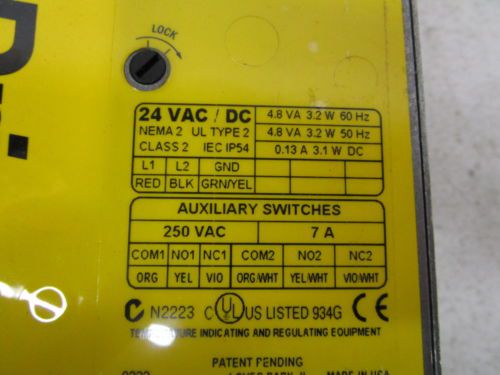 LOCK
24 VAC / DC 4.8 VA 3.2 W 60 Hz
NEMA 2 UL TYPE 2 4.8 VA 3.2 W 50 Hz
CLASS 2 IEC IP54 0.13 A 3.1 W DC
L1 L2 GND
RED BLK GRN/YEL
AUXILIARY SWITCHES
250 VAC 7 A
COM1 NO1 NC1 COM2 NO2 NC2
ORG YEL VIO ORG/WHT YEL/WHT VIO/WHT
N2223 C UL US LISTED 934G CE
TEMPERATURE INDICATING AND REGULATING EQUIPMENT
PATENT PENDING
MADE IN USA